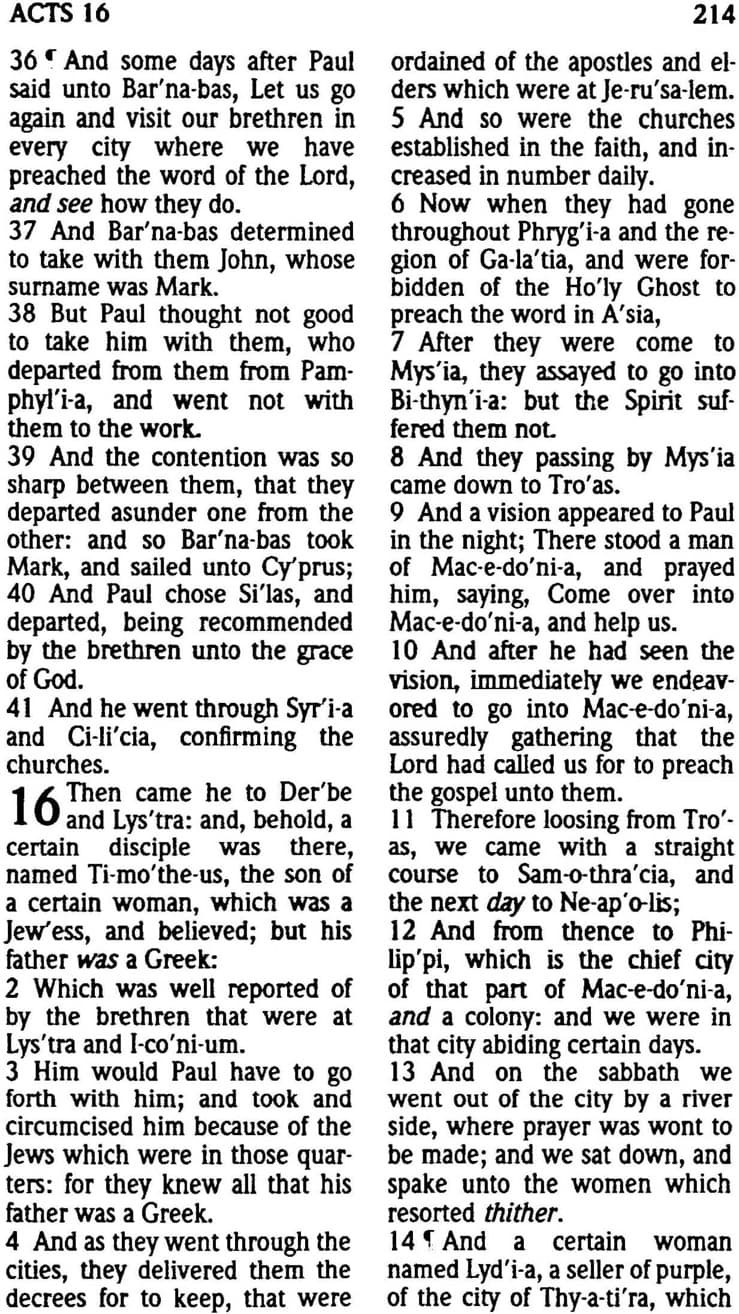 ACTS 16
214
36 ¶ And some days after Paul
said unto Bar′na-bas, Let us go
again and visit our brethren in
every city where we have
preached the word of the Lord,
and see how they do.
37 And Bar′na-bas determined
to take with them John, whose
surname was Mark.
38 But Paul thought not good
to take him with them, who
departed from them from Pam-
phyl′i-a, and went not with
them to the work.
39 And the contention was so
sharp between them, that they
departed asunder one from the
other: and so Bar′na-bas took
Mark, and sailed unto Cy′prus;
40 And Paul chose Si′las, and
departed, being recommended
by the brethren unto the grace
of God.
41 And he went through Syr′i-a
and Ci-li′cia, confirming the
churches.
16 Then came he to Der′be
and Lys′tra: and, behold, a
certain disciple was there,
named Ti-mo′the-us, the son of
a certain woman, which was a
Jew′ess, and believed; but his
father was a Greek:
2 Which was well reported of
by the brethren that were at
Lys′tra and I-co′ni-um.
3 Him would Paul have to go
forth with him; and took and
circumcised him because of the
Jews which were in those quar-
ters: for they knew all that his
father was a Greek.
4 And as they went through the
cities, they delivered them the
decrees for to keep, that were
ordained of the apostles and el-
ders which were at Je-ru′sa-lem.
5 And so were the churches
established in the faith, and in-
creased in number daily.
6 Now when they had gone
throughout Phryg′i-a and the re-
gion of Ga-la′tia, and were for-
bidden of the Ho′ly Ghost to
preach the word in A′sia,
7 After they were come to
Mys′ia, they assayed to go into
Bi-thyn′i-a: but the Spirit suf-
fered them not.
8 And they passing by Mys′ia
came down to Tro′as.
9 And a vision appeared to Paul
in the night; There stood a man
of Mac-e-do′ni-a, and prayed
him, saying, Come over into
Mac-e-do′ni-a, and help us.
10 And after he had seen the
vision, immediately we endeav-
ored to go into Mac-e-do′ni-a,
assuredly gathering that the
Lord had called us for to preach
the gospel unto them.
11 Therefore loosing from Tro′-
as, we came with a straight
course to Sam-o-thra′cia, and
the next day to Ne-ap′o-lis;
12 And from thence to Phi-
lip′pi, which is the chief city
of that part of Mac-e-do′ni-a,
and a colony: and we were in
that city abiding certain days.
13 And on the sabbath we
went out of the city by a river
side, where prayer was wont to
be made; and we sat down, and
spake unto the women which
resorted thither.
14 ¶ And a certain woman
named Lyd′i-a, a seller of purple,
of the city of Thy-a-ti′ra, which